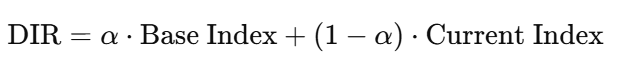 DIR = α · Base Index + (1 − α) · Current Index